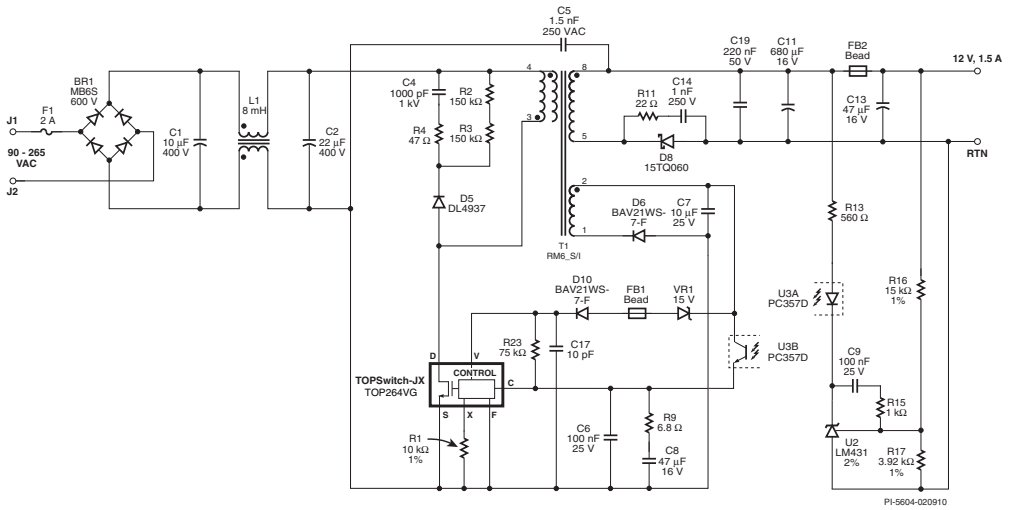 C5
1.5 nF
250 VAC
BR1
MB6S
600 V
F1
2 A
J1
90 - 265
VAC
J2
C1
10 µF
400 V
L1
8 mH
C2
22 µF
400 V
C4
1000 pF
1 kV
R2
150 kΩ
R4
47 Ω
R3
150 kΩ
D5
DL4937
4
3
8
5
2
1
T1
RM6_S/I
R11
22 Ω
C14
1 nF
250 V
D8
15TQ060
C19
220 nF
50 V
C11
680 µF
16 V
FB2
Bead
C13
47 µF
16 V
12 V, 1.5 A
RTN
D6
BAV21WS-
7-F
C7
10 µF
25 V
R13
560 Ω
D10
BAV21WS-
7-F
FB1
Bead
VR1
15 V
U3A
PC357D
R16
15 kΩ
1%
R23
75 kΩ
C17
10 pF
U3B
PC357D
D
V
CONTROL
C
TOPSwitch-JX
TOP264VG
S
X
F
R1
10 kΩ
1%
C6
100 nF
25 V
R9
6.8 Ω
C8
47 µF
16 V
C9
100 nF
25 V
R15
1 kΩ
U2
LM431
2%
R17
3.92 kΩ
1%
PI-5604-020910